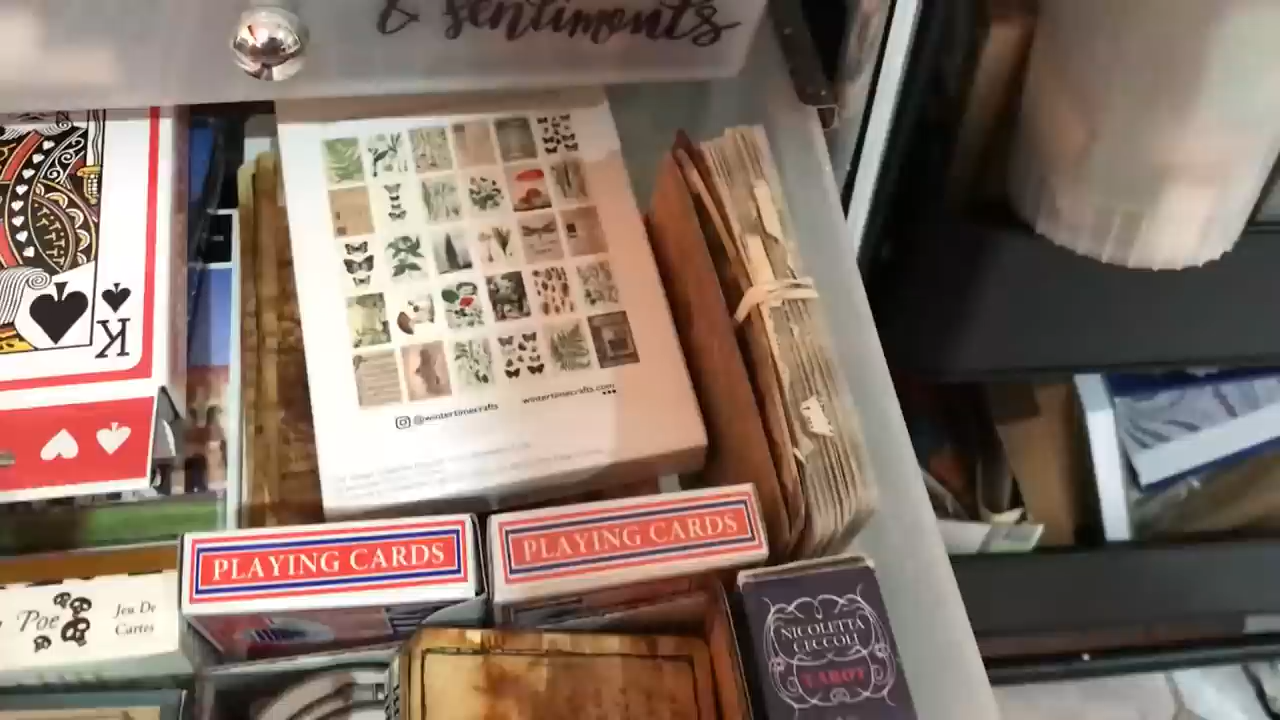 & sentiments
K
@wintertimecrafts
wintertimecrafts.com
PLAYING CARDS
PLAYING CARDS
Poe
Jeu De
Cartes
NICOLETTA
CECCOLI
TAROT